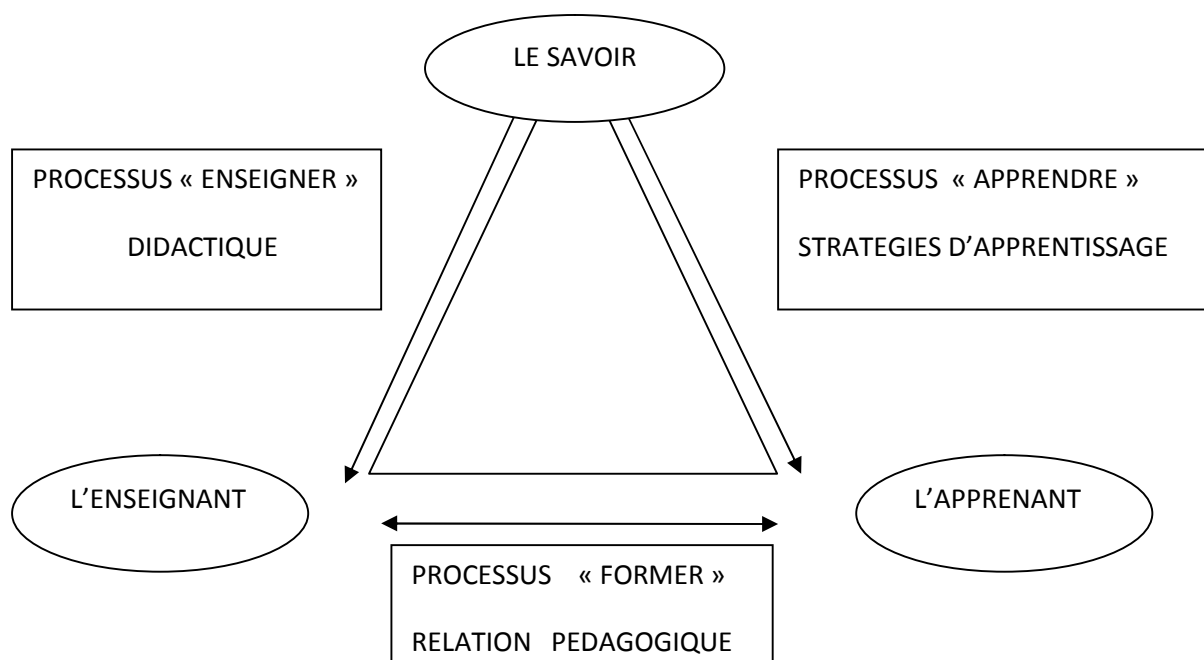 LE SAVOIR
PROCESSUS « ENSEIGNER »
DIDACTIQUE
PROCESSUS « APPRENDRE »
STRATEGIES D’APPRENTISSAGE
L’ENSEIGNANT
L’APPRENANT
PROCESSUS « FORMER »
RELATION PEDAGOGIQUE